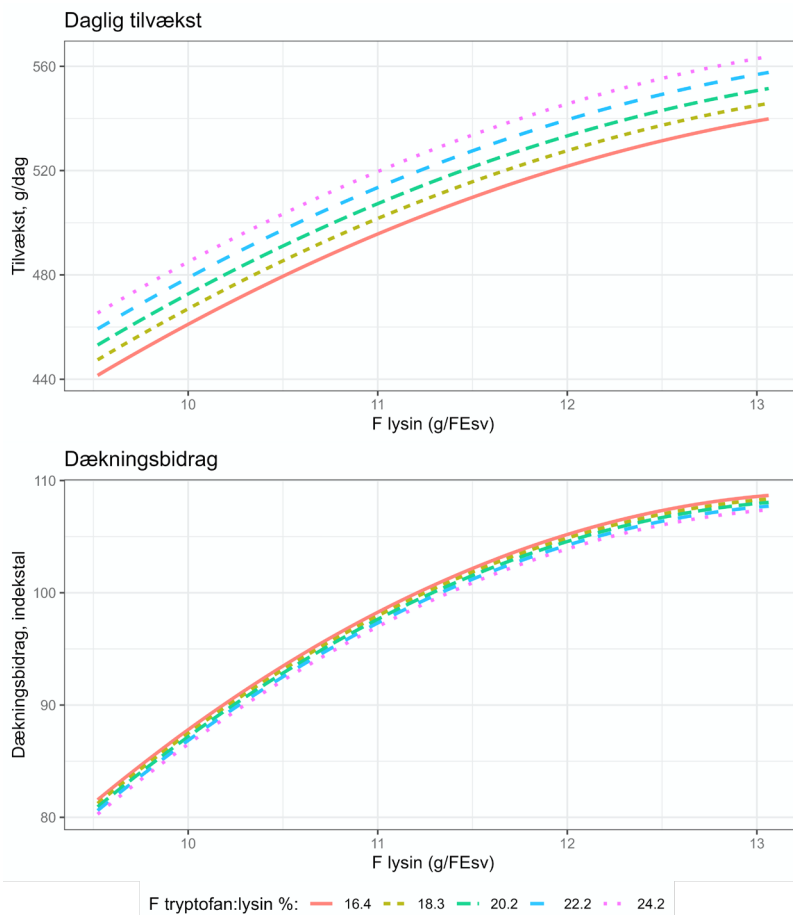 Daglig tilvækst
Tilvækst, g/dag
560
520
480
440
10 11 12 13
F lysin (g/FEsv)
Dækningsbidrag
Dækningsbidrag, indekstal
110
100
90
80
10 11 12 13
F lysin (g/FEsv)
F tryptofan:lysin %: 16.4 18.3 20.2 22.2 24.2